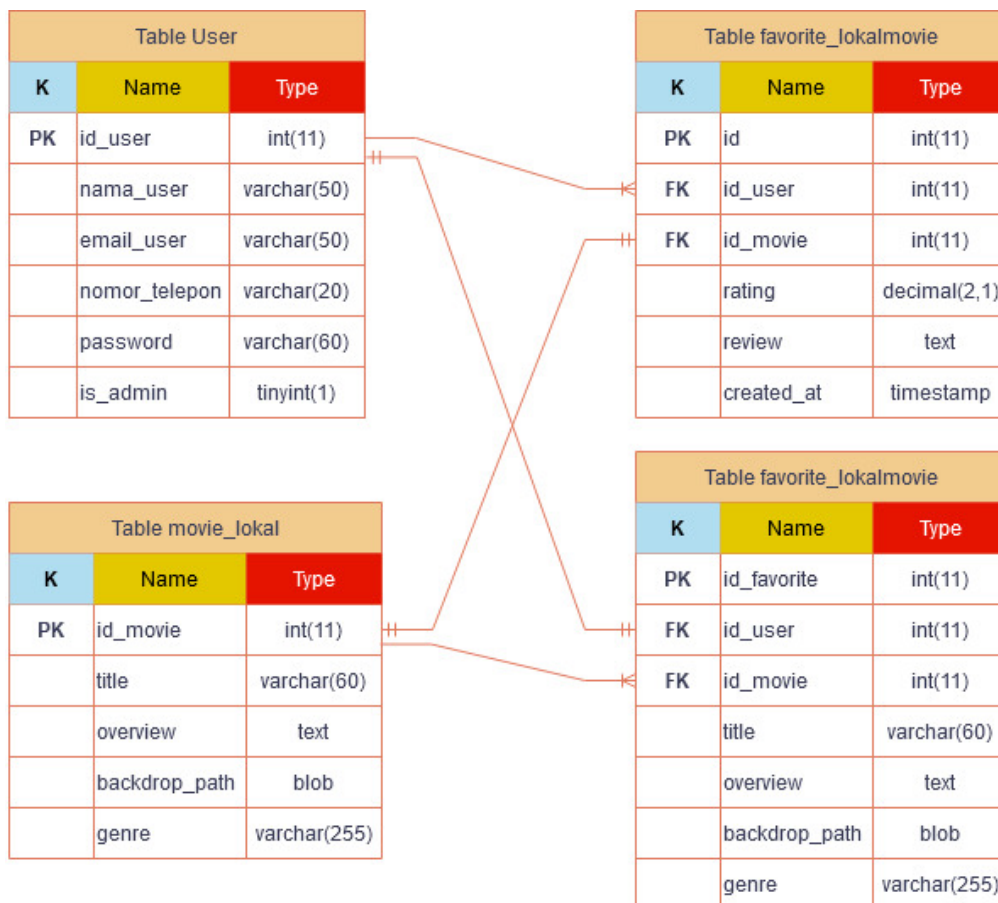 Table User
K Name Type
PK id_user int(11)
nama_user varchar(50)
email_user varchar(50)
nomor_telepon varchar(20)
password varchar(60)
is_admin tinyint(1)
Table favorite_lokalmovie
K Name Type
PK id int(11)
FK id_user int(11)
FK id_movie int(11)
rating decimal(2,1)
review text
created_at timestamp
Table movie_lokal
K Name Type
PK id_movie int(11)
title varchar(60)
overview text
backdrop_path blob
genre varchar(255)
Table favorite_lokalmovie
K Name Type
PK id_favorite int(11)
FK id_user int(11)
FK id_movie int(11)
title varchar(60)
overview text
backdrop_path blob
genre varchar(255)